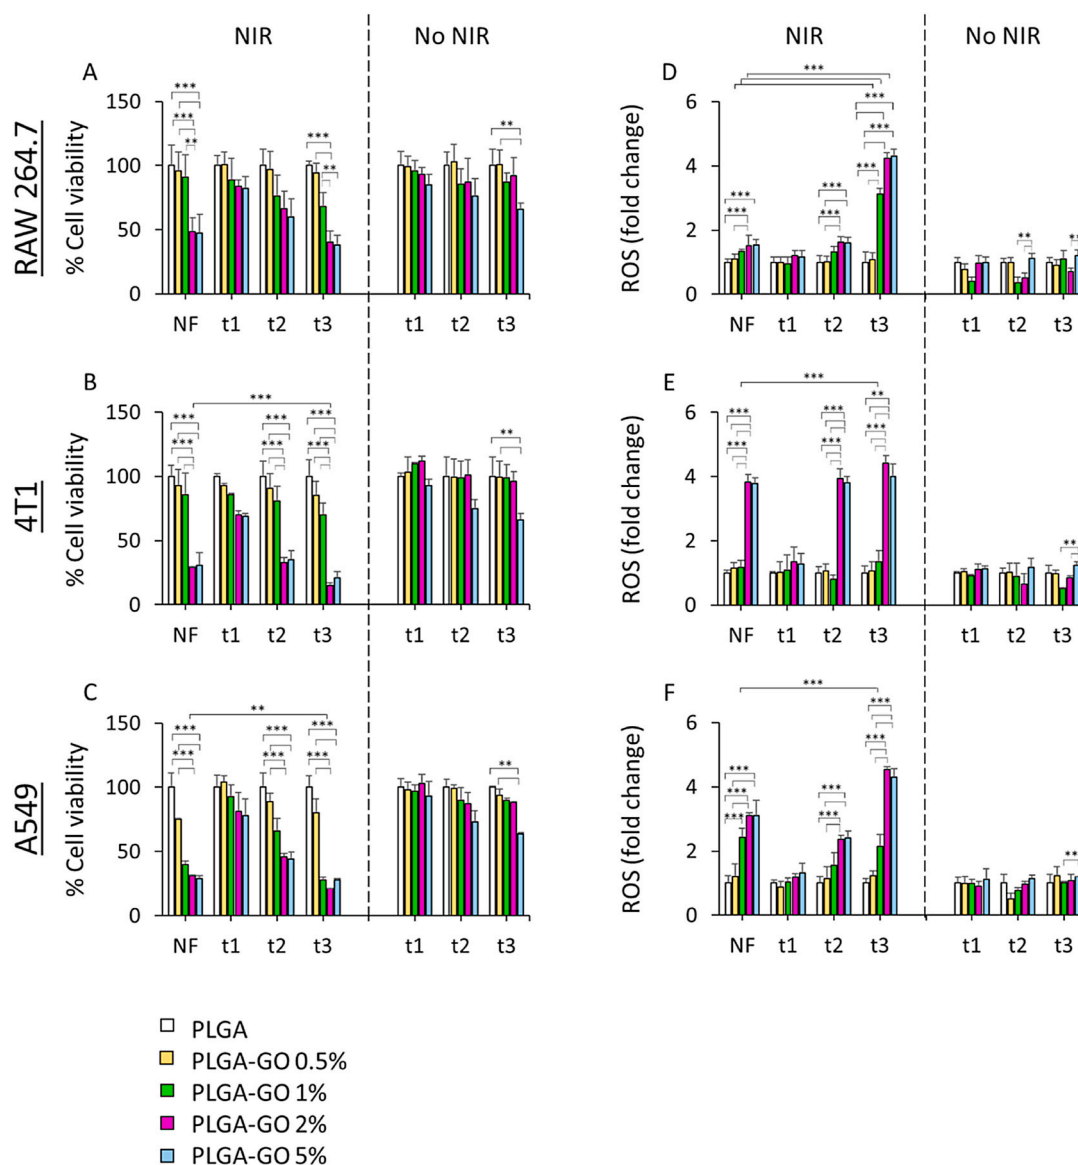 NIR No NIR NIR No NIR
RAW 264.7
A
% Cell viability
150
100
50
0
*** *** ** *** ** **
NF t1 t2 t3 t1 t2 t3
D
ROS (fold change)
6
4
2
0
*** *** *** *** *** *** *** *** ** **
NF t1 t2 t3 t1 t2 t3
4T1
B
% Cell viability
150
100
50
0
*** *** *** *** *** *** *** **
NF t1 t2 t3 t1 t2 t3
E
ROS (fold change)
6
4
2
0
*** *** *** *** *** ** *** **
NF t1 t2 t3 t1 t2 t3
A549
C
% Cell viability
150
100
50
0
** *** *** *** *** *** *** **
NF t1 t2 t3 t1 t2 t3
F
ROS (fold change)
6
4
2
0
*** *** *** *** *** *** *** *** **
NF t1 t2 t3 t1 t2 t3
PLGA
PLGA-GO 0.5%
PLGA-GO 1%
PLGA-GO 2%
PLGA-GO 5%